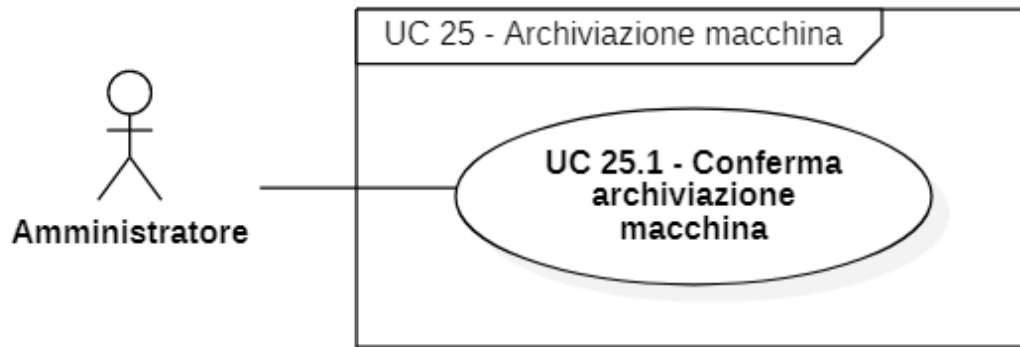 UC 25 - Archiviazione macchina
UC 25.1 - Conferma
archiviazione
macchina
Amministratore